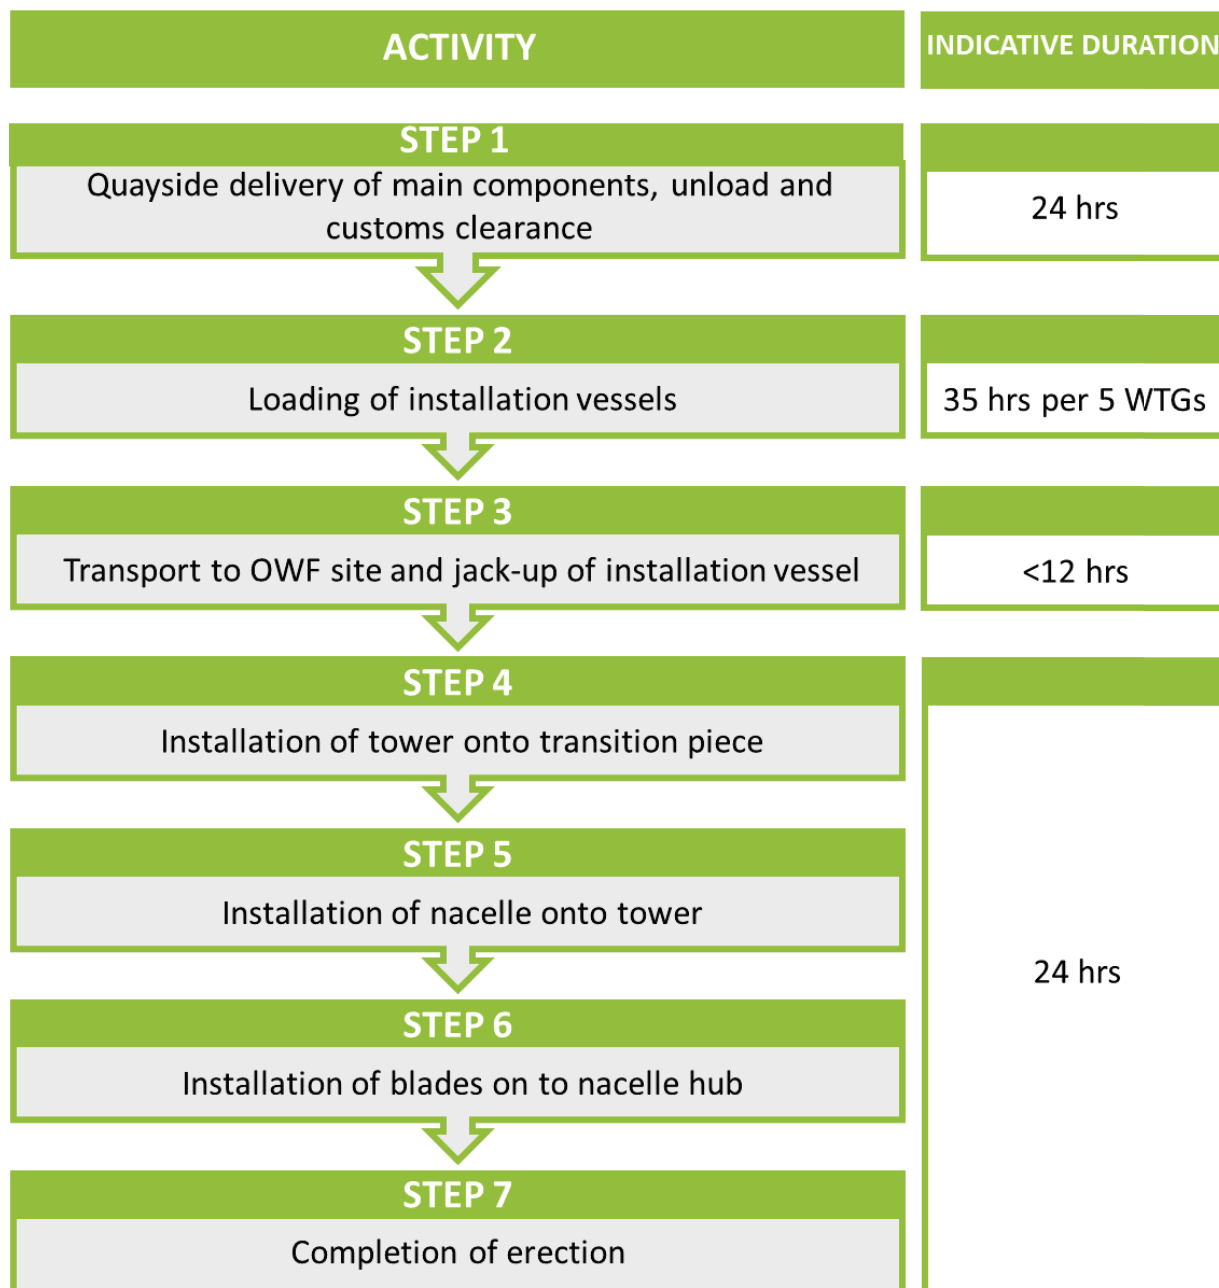 ACTIVITY
INDICATIVE DURATION
STEP 1
Quayside delivery of main components, unload and
customs clearance
24 hrs
STEP 2
Loading of installation vessels
35 hrs per 5 WTGs
STEP 3
Transport to OWF site and jack-up of installation vessel
<12 hrs
STEP 4
Installation of tower onto transition piece
STEP 5
Installation of nacelle onto tower
24 hrs
STEP 6
Installation of blades on to nacelle hub
STEP 7
Completion of erection